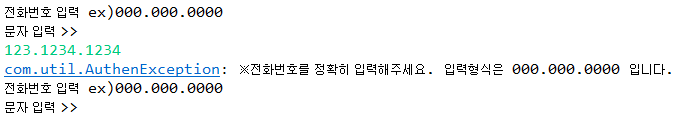 전화번호 입력 ex)000.000.0000
문자 입력 >>
123.1234.1234
com.util.AuthenException: ※전화번호를 정확히 입력해주세요. 입력형식은 000.000.0000 입니다.
전화번호 입력 ex)000.000.0000
문자 입력 >>